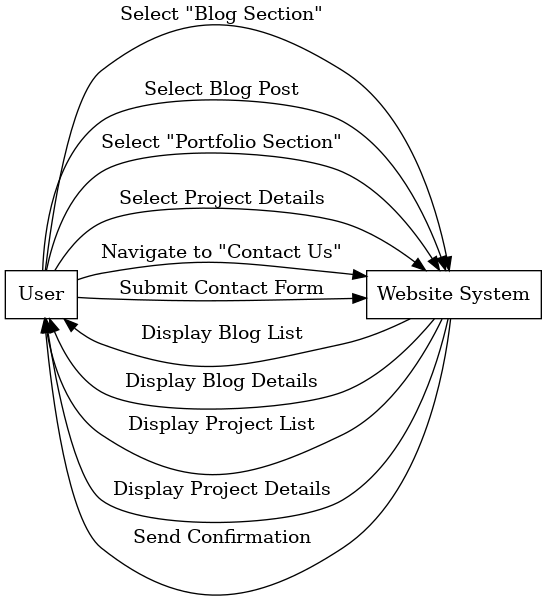 Select "Blog Section"
Select Blog Post
Select "Portfolio Section"
Select Project Details
Navigate to "Contact Us"
User
Submit Contact Form
Website System
Display Blog List
Display Blog Details
Display Project List
Display Project Details
Send Confirmation